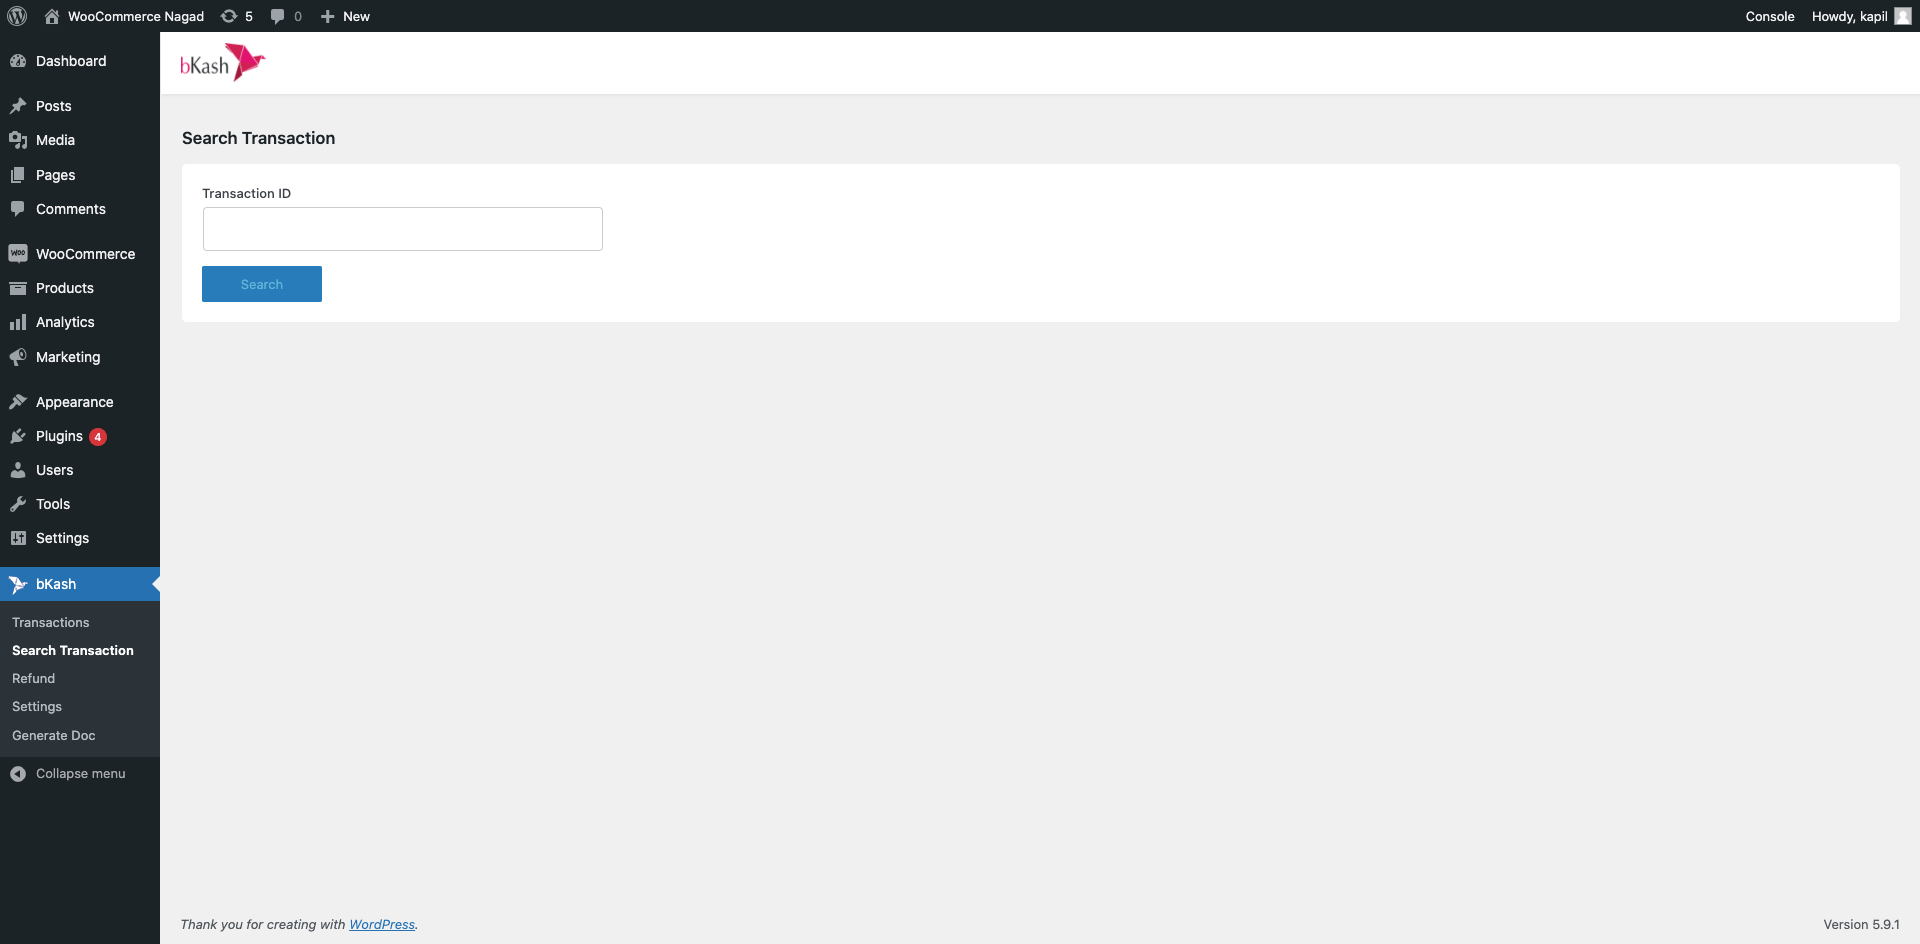 WooCommerce Nagad 5 0 New Console Howdy, kapil
Dashboard
Posts
Media
Pages
Comments
WOO WooCommerce
Products
Analytics
Marketing
Appearance
Plugins 4
Users
Tools
Settings
bKash
Transactions
Search Transaction
Refund
Settings
Generate Doc
Collapse menu
bKash
Search Transaction
Transaction ID
Search
Thank you for creating with WordPress.
Version 5.9.1